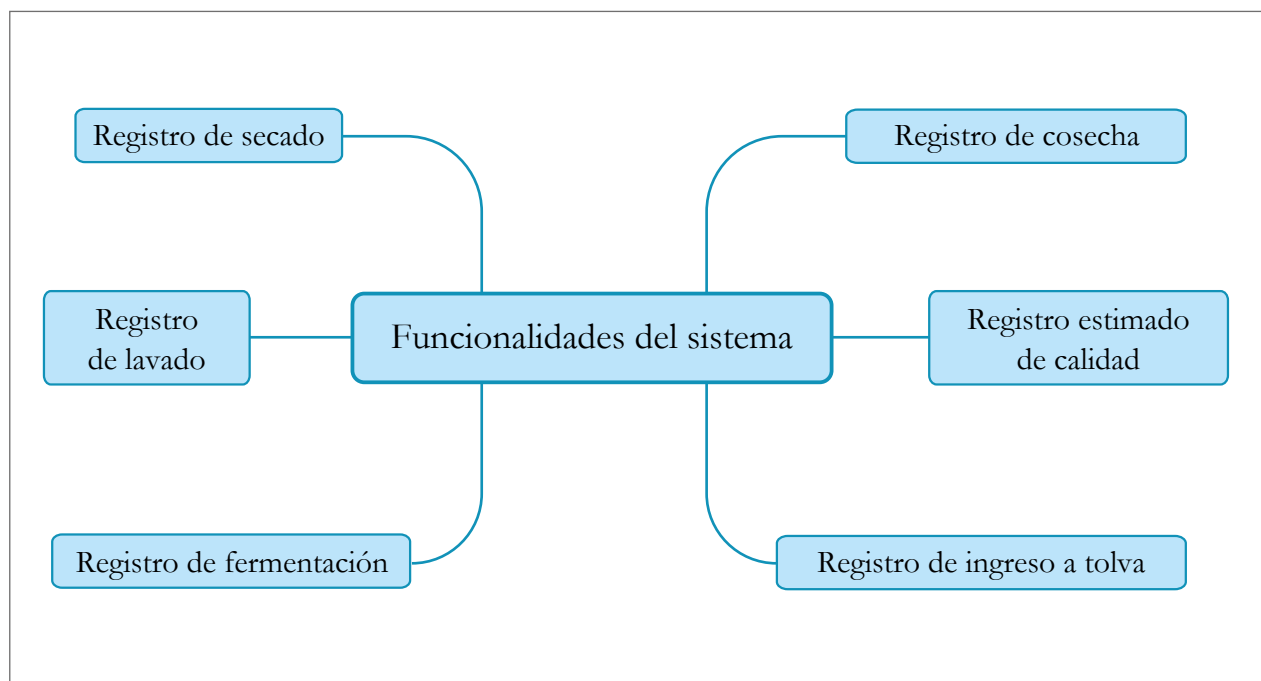 Registro de secado
Registro de cosecha
Registro
de lavado
Funcionalidades del sistema
Registro estimado
de calidad
Registro de fermentación
Registro de ingreso a tolva